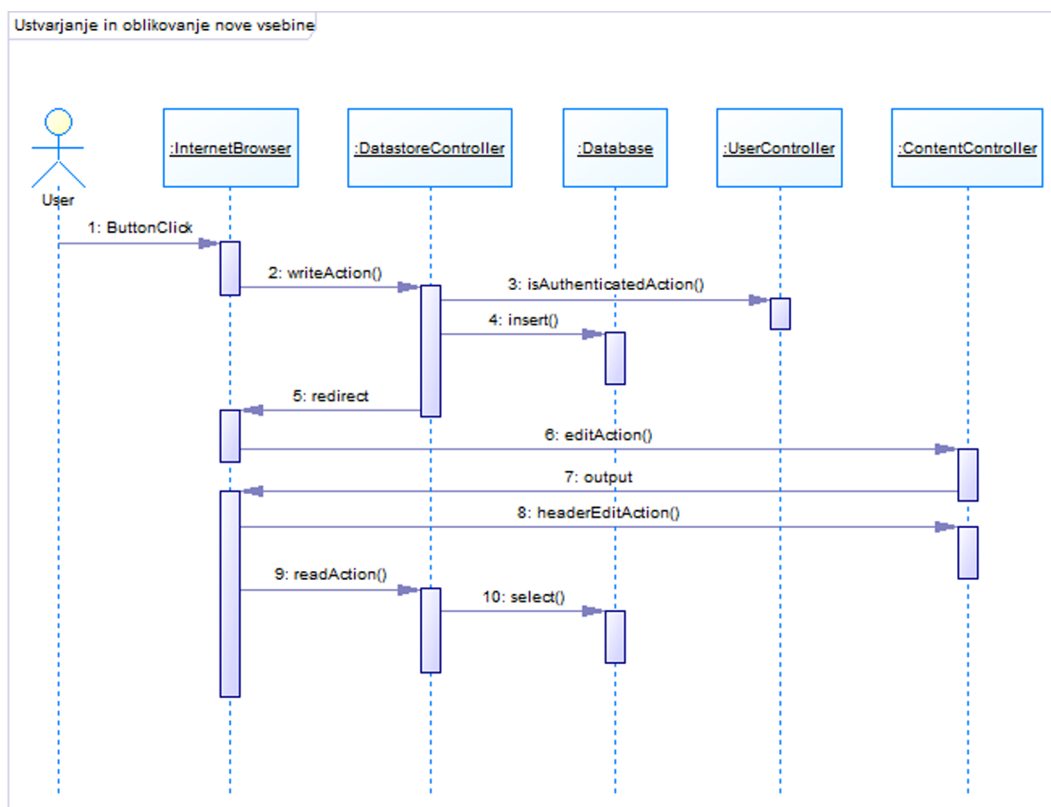 Ustvarjanje in oblikovanje nove vsebine
:InternetBrowser
:DatastoreController
:Database
:UserController
:ContentController
User
1: ButtonClick
2: writeAction()
3: isAuthenticatedAction()
4: insert()
5: redirect
6: editAction()
7: output
8: headerEditAction()
9: readAction()
10: select()